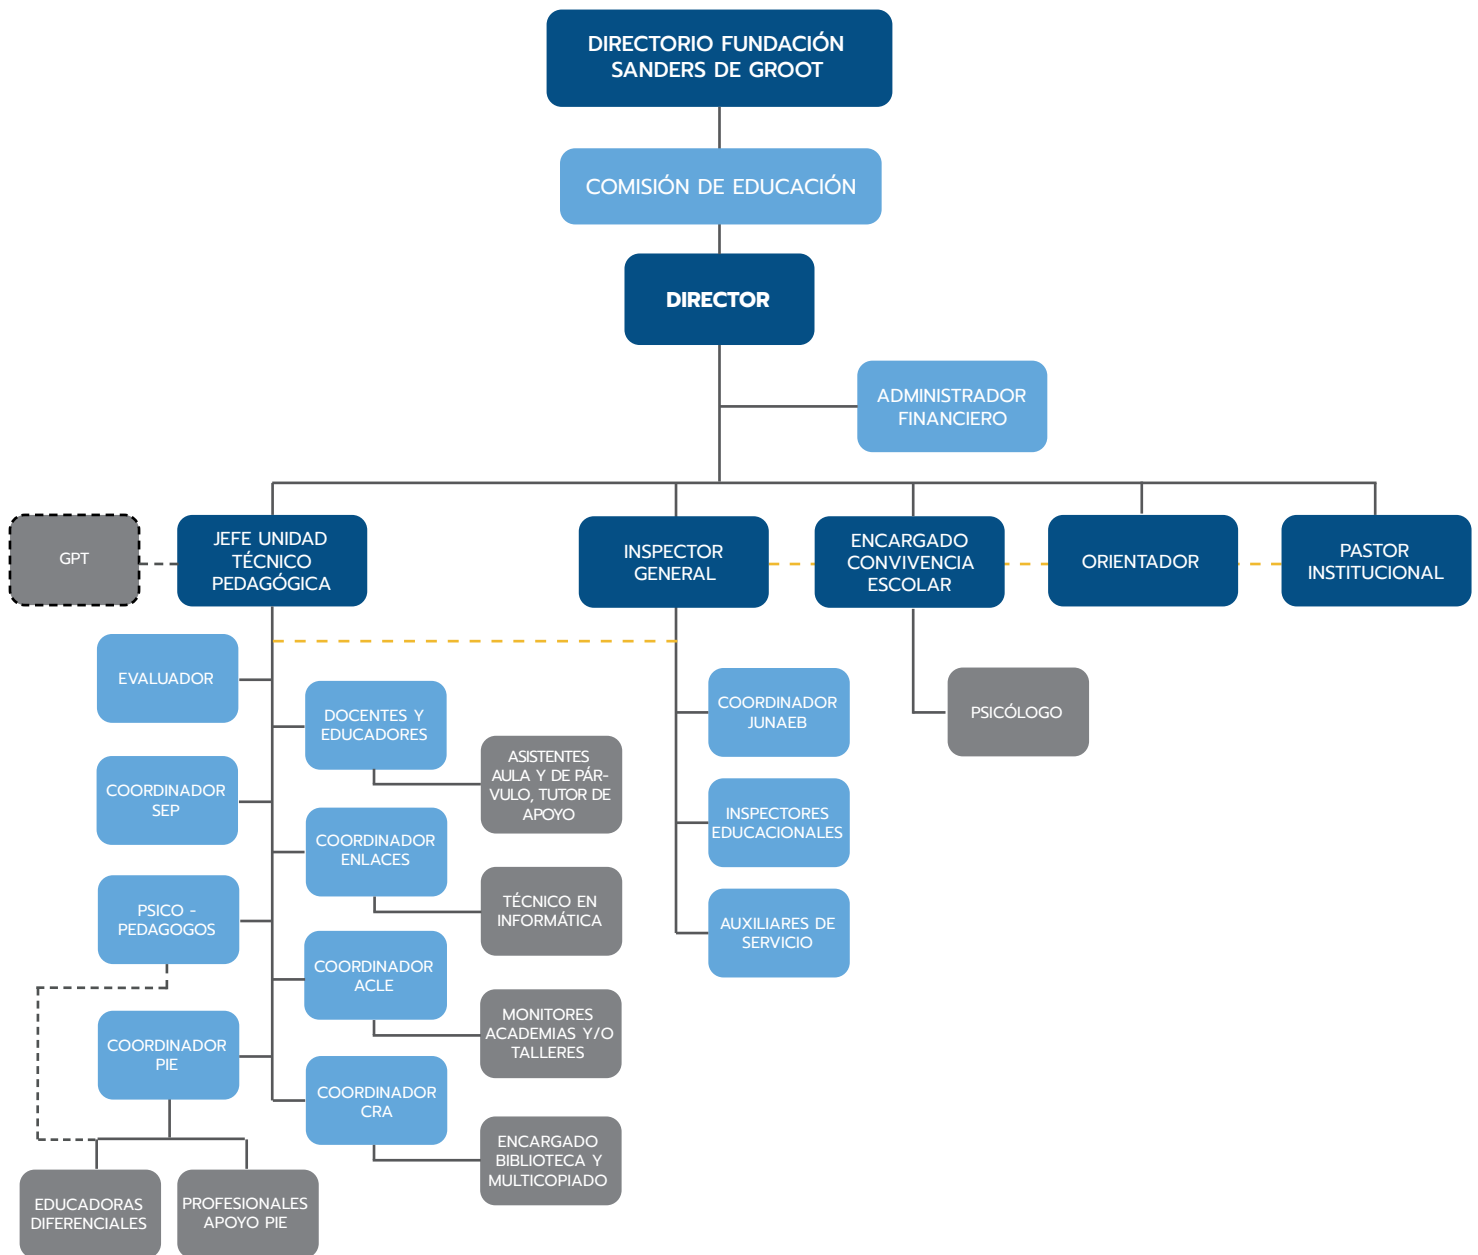 DIRECTORIO FUNDACIÓN
SANDERS DE GROOT
COMISIÓN DE EDUCACIÓN
DIRECTOR
ADMINISTRADOR
FINANCIERO
GPT
JEFE UNIDAD
TÉCNICO
PEDAGÓGICA
INSPECTOR
GENERAL
ENCARGADO
CONVIVENCIA
ESCOLAR
ORIENTADOR
PASTOR
INSTITUCIONAL
EVALUADOR
DOCENTES Y
EDUCADORES
ASISTENTES
AULA Y DE PÁR-
VULO, TUTOR DE
APOYO
COORDINADOR
SEP
COORDINADOR
ENLACES
TÉCNICO EN
INFORMÁTICA
PSICO -
PEDAGOGOS
COORDINADOR
ACLE
MONITORES
ACADEMIAS Y/O
TALLERES
COORDINADOR
PIE
COORDINADOR
CRA
ENCARGADO
BIBLIOTECA Y
MULTICOPIADO
EDUCADORAS
DIFERENCIALES
PROFESIONALES
APOYO PIE
COORDINADOR
JUNAEB
INSPECTORES
EDUCACIONALES
AUXILIARES DE
SERVICIO
PSICÓLOGO